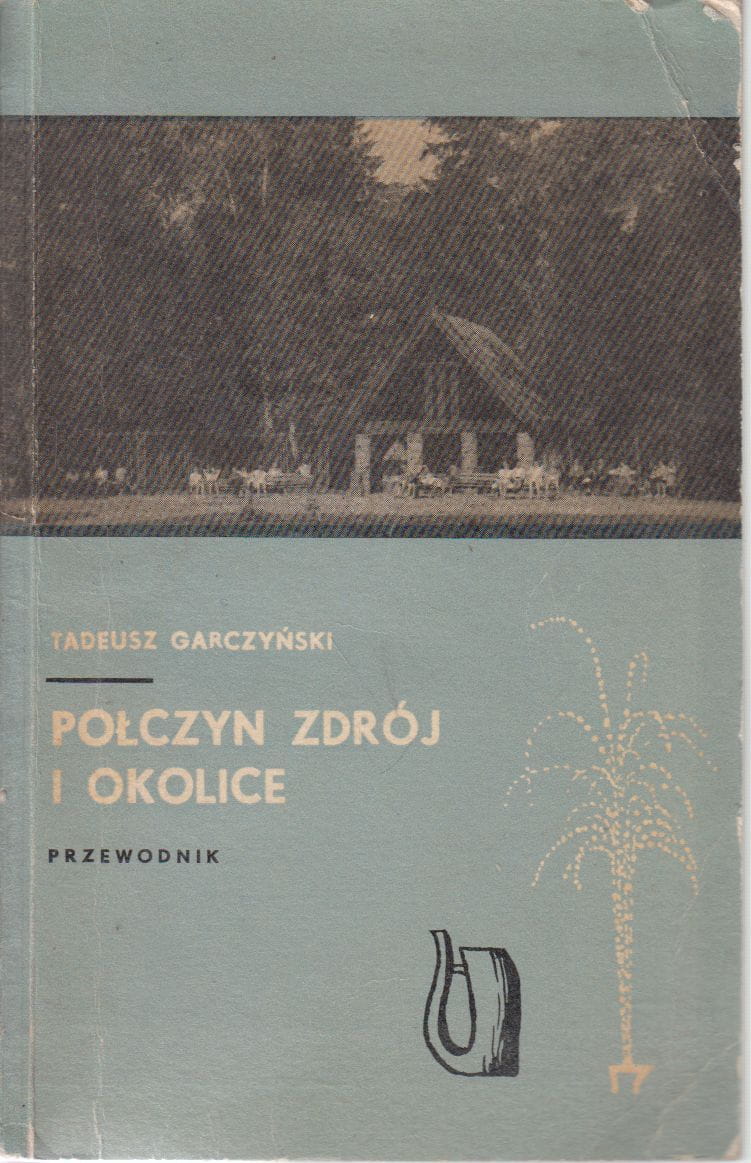 TADEUSZ GARCZYŃSKI
POŁCZYN ZDRÓJ
I OKOLICE
PRZEWODNIK